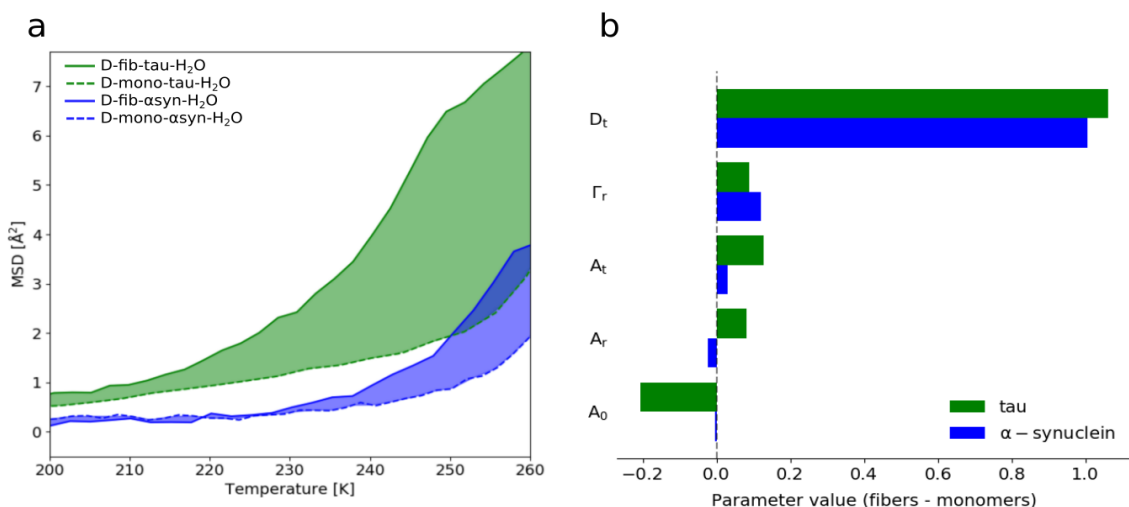 a
D-fib-tau-H₂O
D-mono-tau-H₂O
D-fib-αsyn-H₂O
D-mono-αsyn-H₂O
MSD [Å²]
7
6
5
4
3
2
1
0
200 210 220 230 240 250 260
Temperature [K]
b
Dₜ
Γᵣ
Aₜ
Aᵣ
A₀
tau
α − synuclein
−0.2 0.0 0.2 0.4 0.6 0.8 1.0
Parameter value (fibers - monomers)